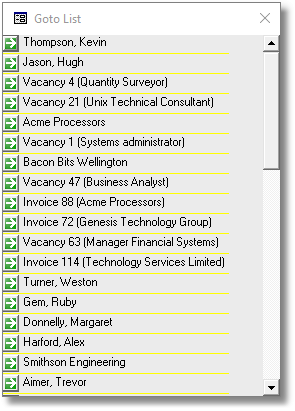 Goto List
Thompson, Kevin
Jason, Hugh
Vacancy 4 (Quantity Surveyor)
Vacancy 21 (Unix Technical Consultant)
Acme Processors
Vacancy 1 (Systems administrator)
Bacon Bits Wellington
Vacancy 47 (Business Analyst)
Invoice 88 (Acme Processors)
Invoice 72 (Genesis Technology Group)
Vacancy 63 (Manager Financial Systems)
Invoice 114 (Technology Services Limited)
Turner, Weston
Gem, Ruby
Donnelly, Margaret
Harford, Alex
Smithson Engineering
Aimer, Trevor